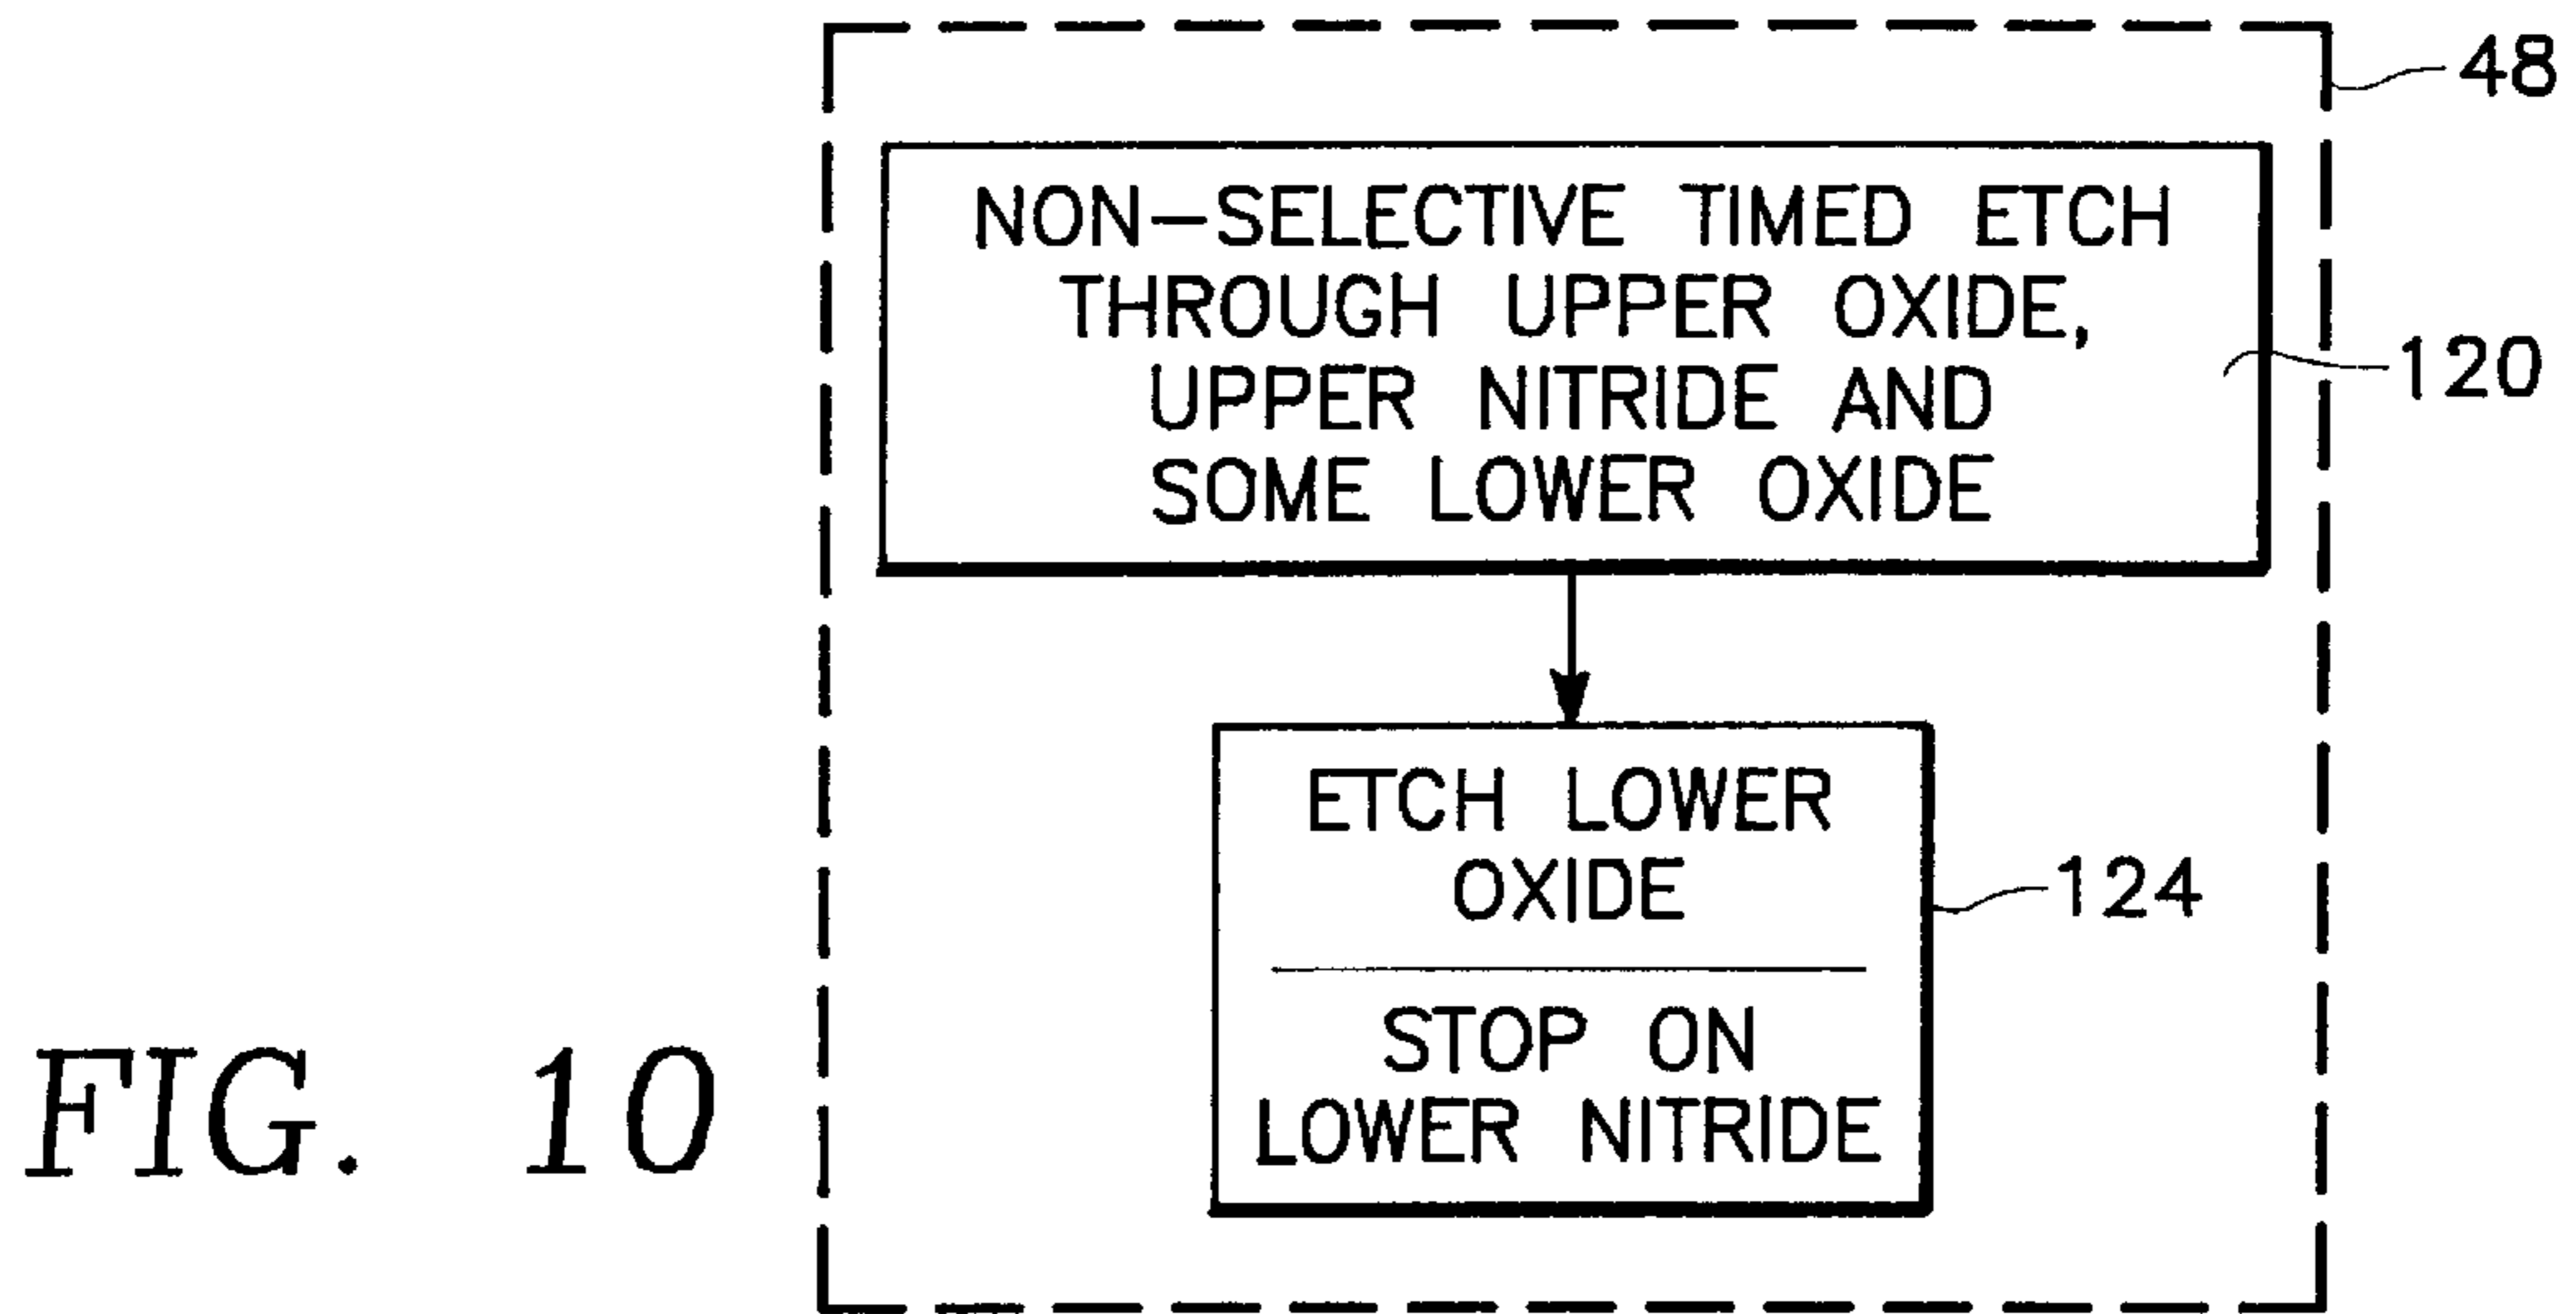 48
NON-SELECTIVE TIMED ETCH
THROUGH UPPER OXIDE,
UPPER NITRIDE AND
SOME LOWER OXIDE
120
ETCH LOWER
OXIDE
124
STOP ON
LOWER NITRIDE
FIG. 10